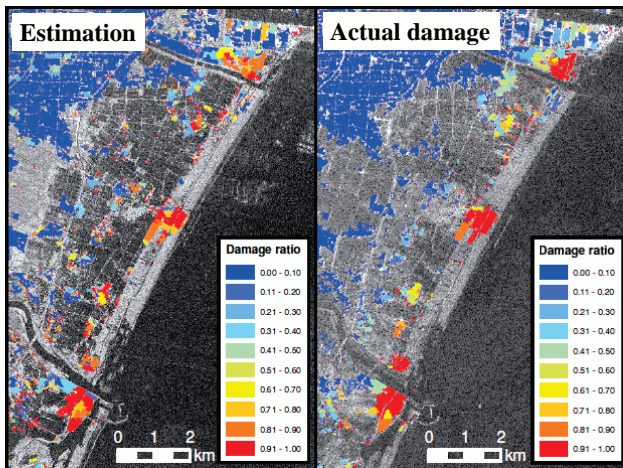 Estimation
Damage ratio
0.00 - 0.10
0.11 - 0.20
0.21 - 0.30
0.31 - 0.40
0.41 - 0.50
0.51 - 0.60
0.61 - 0.70
0.71 - 0.80
0.81 - 0.90
0.91 - 1.00
0 1 2
km
Actual damage
Damage ratio
0.00 - 0.10
0.11 - 0.20
0.21 - 0.30
0.31 - 0.40
0.41 - 0.50
0.51 - 0.60
0.61 - 0.70
0.71 - 0.80
0.81 - 0.90
0.91 - 1.00
0 1 2
km